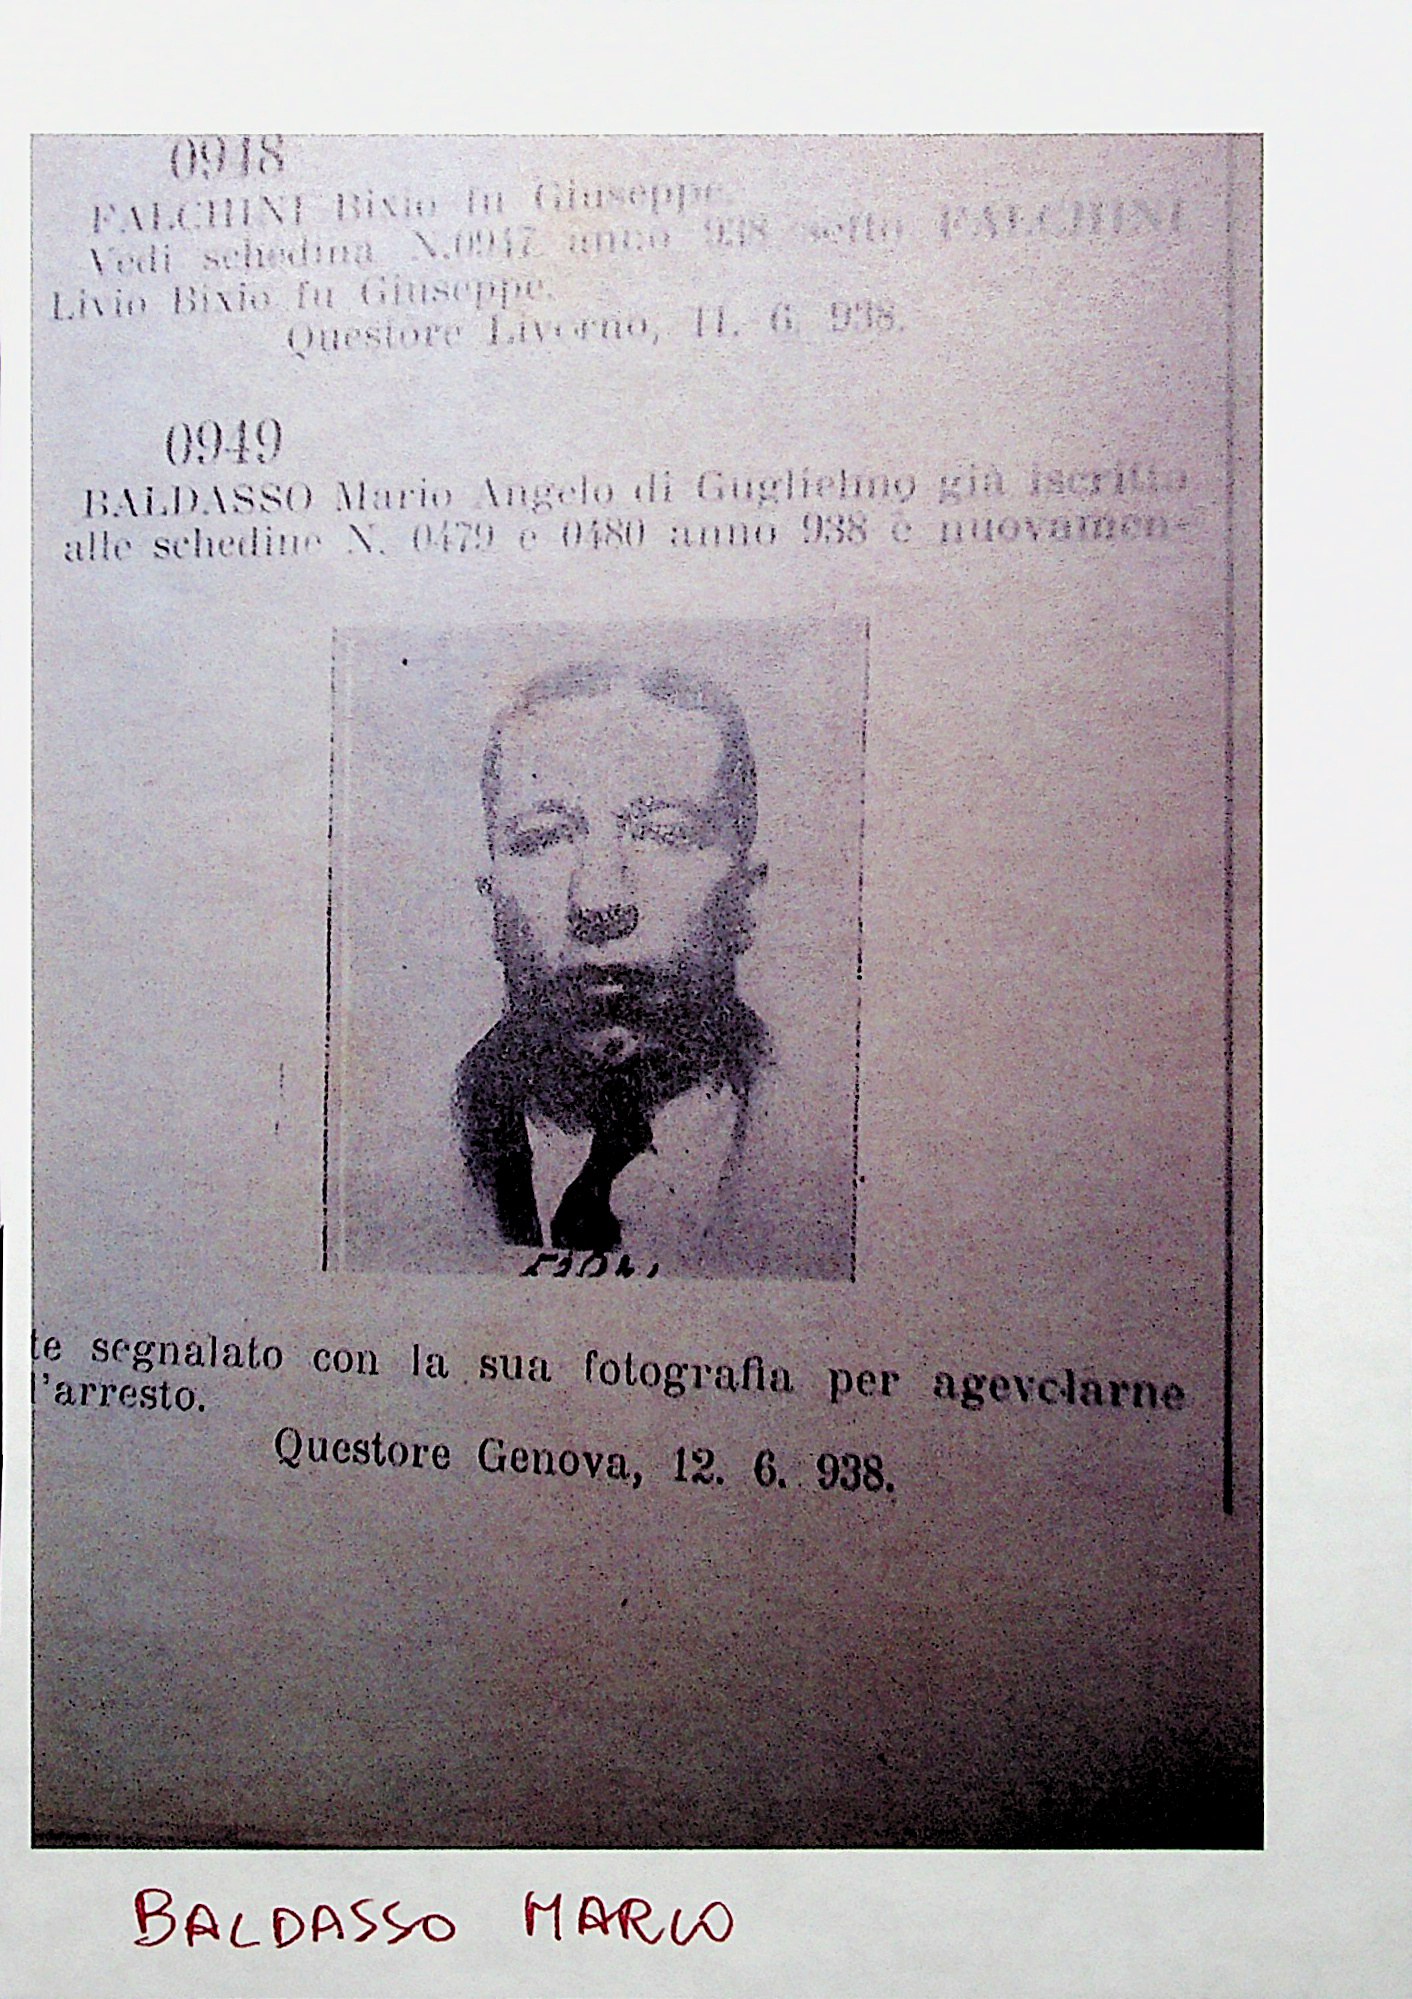 0948
FALCHINI Bixio fu Giuseppe.
Vedi schedina N.0947 anno 938 sotto FALCHINI
Livio Bixio fu Giuseppe.
Questore Livorno, 11. 6. 938.
0949
BALDASSO Mario Angelo di Guglielmo già iscritto
alle schedine N. 0479 e 0480 anno 938 è nuovamen-
te segnalato con la sua fotografia per agevolarne
l'arresto.
Questore Genova, 12. 6. 938.
BALDASSO MARIO